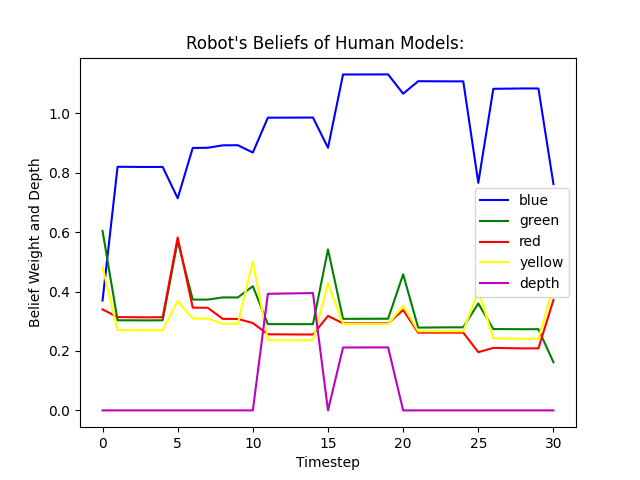 Robot's Beliefs of Human Models:
Belief Weight and Depth
1.0
0.8
0.6
0.4
0.2
0.0
blue
green
red
yellow
depth
0 5 10 15 20 25 30
Timestep